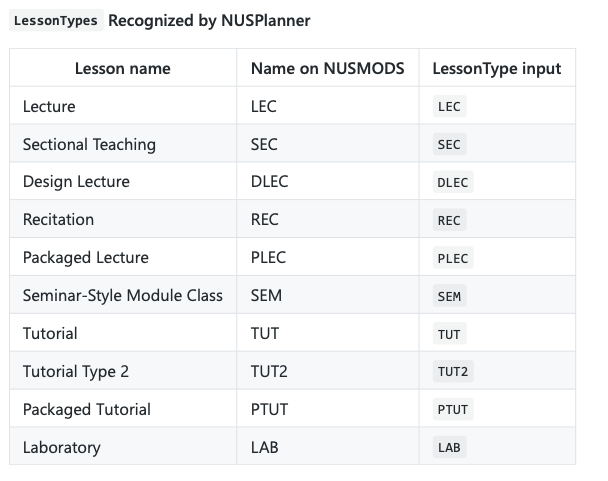 LessonTypes Recognized by NUSPlanner
Lesson name Name on NUSMODS LessonType input
Lecture LEC LEC
Sectional Teaching SEC SEC
Design Lecture DLEC DLEC
Recitation REC REC
Packaged Lecture PLEC PLEC
Seminar-Style Module Class SEM SEM
Tutorial TUT TUT
Tutorial Type 2 TUT2 TUT2
Packaged Tutorial PTUT PTUT
Laboratory LAB LAB